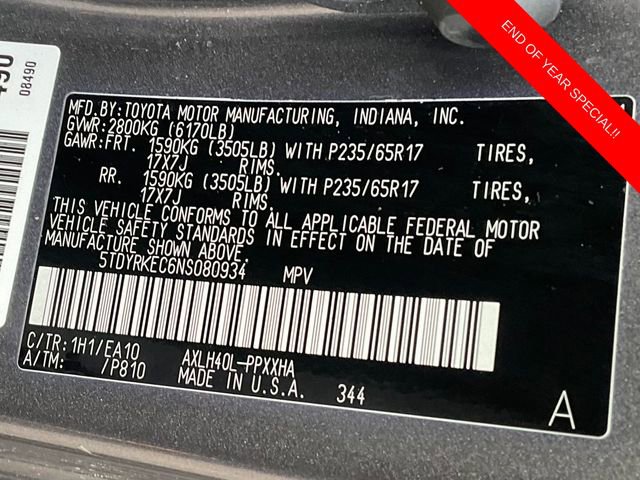 END OF YEAR SPECIAL!!
08490
MFD. BY: TOYOTA MOTOR MANUFACTURING, INDIANA, INC.
GVWR: 2800KG (6170LB)
GAWR: FRT. 1590KG (3505LB) WITH P235/65R17 TIRES,
17X7J RIMS.
RR. 1590KG (3505LB) WITH P235/65R17 TIRES,
17X7J RIMS.
THIS VEHICLE CONFORMS TO ALL APPLICABLE FEDERAL MOTOR
VEHICLE SAFETY STANDARDS IN EFFECT ON THE DATE OF
MANUFACTURE SHOWN ABOVE.
5TDYRKEC6NS080934 MPV
C/TR: 1H1/EA10 AXLH40L-PPXXHA
A/TM: /P810 MADE IN U.S.A. 344
A